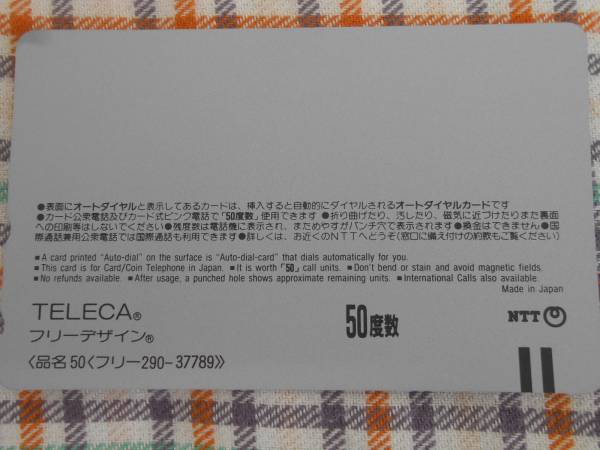 ●表面にオートダイヤルと表示してあるカードは、挿入すると自動的にダイヤルされるオートダイヤルカードです
●カード公衆電話及びカード式ピンク電話で「50度数」使用できます ●折り曲げたり、汚したり、磁気に近づけたりまた裏面
への印刷等はしないでください ●残度数は電話機に表示され、まためやすがパンチ穴で表示されます ●換金はできません ●国
際通話兼用公衆電話では国際通話も利用できます ●詳しくは、お近くのNTTへどうぞ(窓口に備え付けの約款もご覧ください)
■A card printed "Auto-dial" on the surface is "Auto-dial-card" that dials automatically for you.
■This card is for Card/Coin Telephone in Japan. ■It is worth「50」call units. ■Don't bend or stain and avoid magnetic fields.
■No refunds available. ■After usage, a punched hole shows approximate remaining units. ■International Calls also available.
Made in Japan
TELECA®
フリーデザイン®
50度数
NTT
〈品名50〈フリー290-37789〉〉